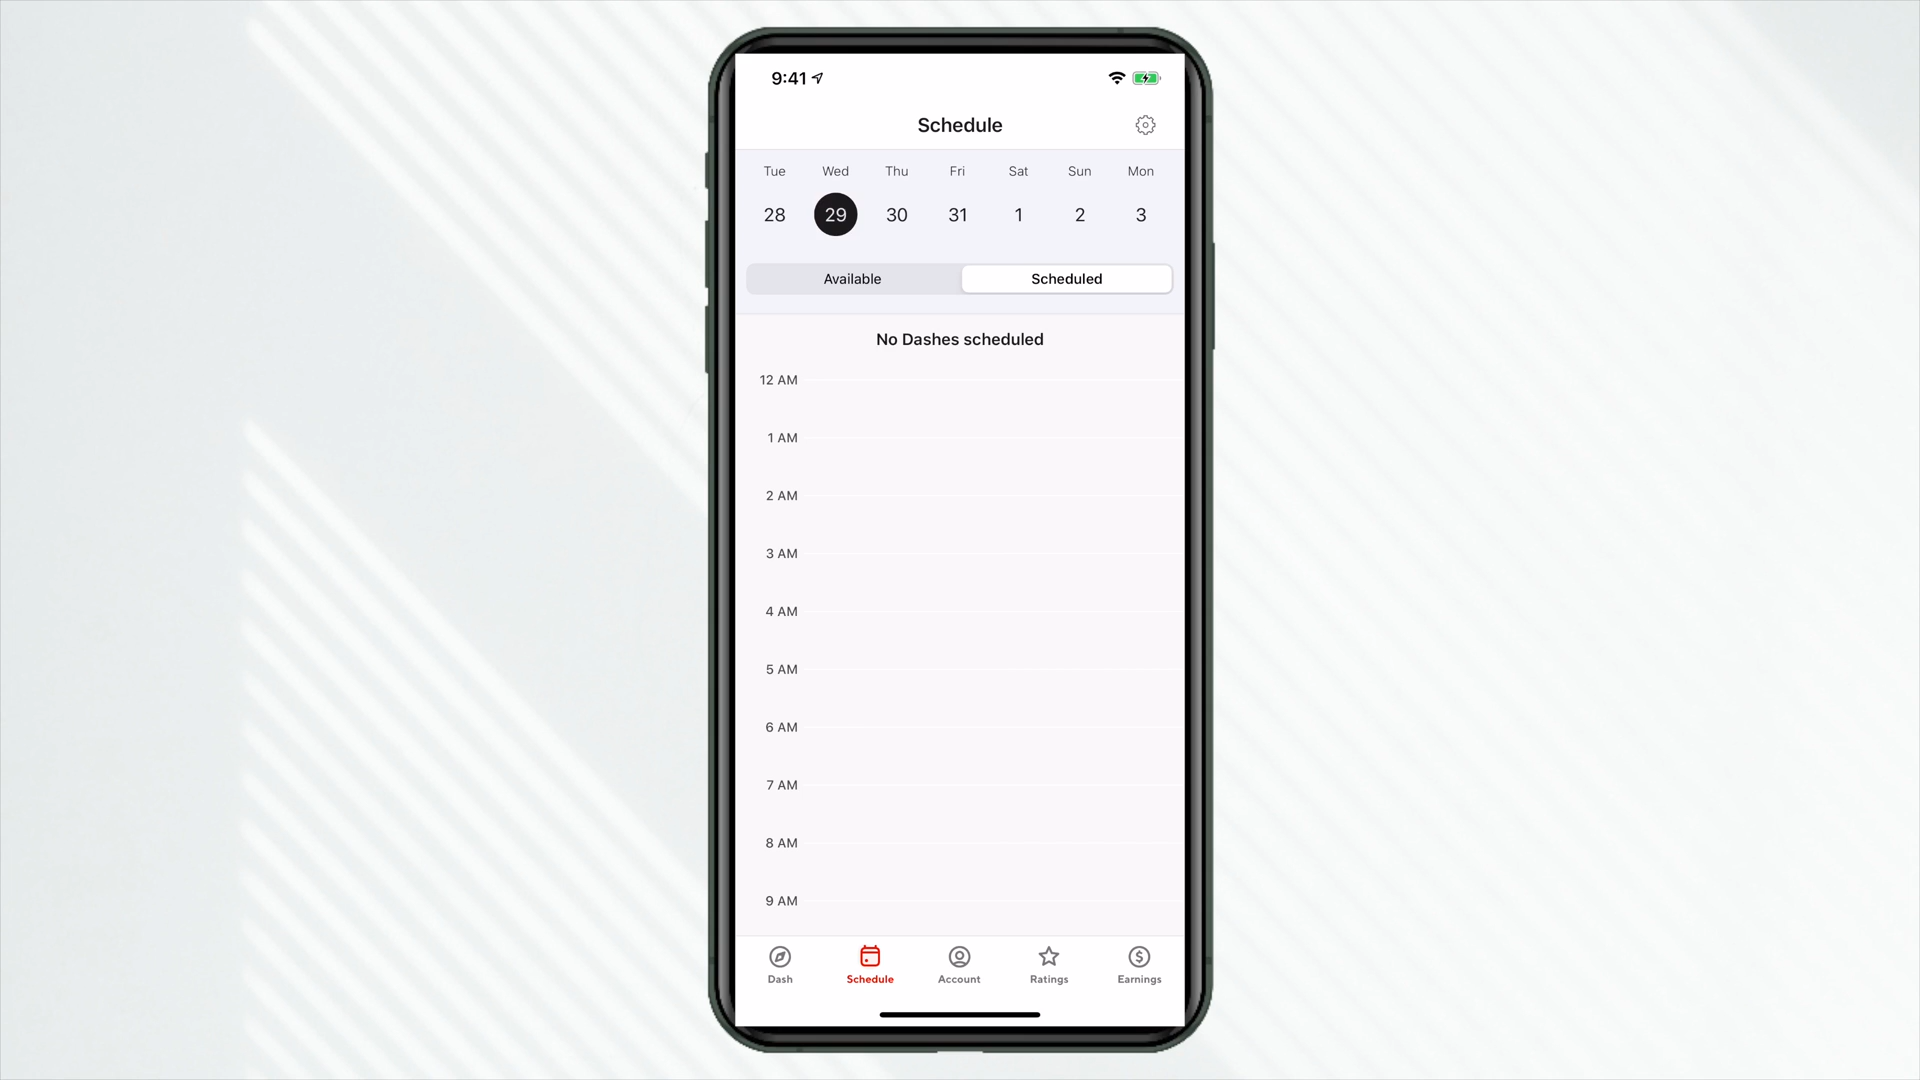 9:41
Schedule
Tue Wed Thu Fri Sat Sun Mon
28 29 30 31 1 2 3
Available Scheduled
No Dashes scheduled
12 AM
1 AM
2 AM
3 AM
4 AM
5 AM
6 AM
7 AM
8 AM
9 AM
Dash Schedule Account Ratings Earnings